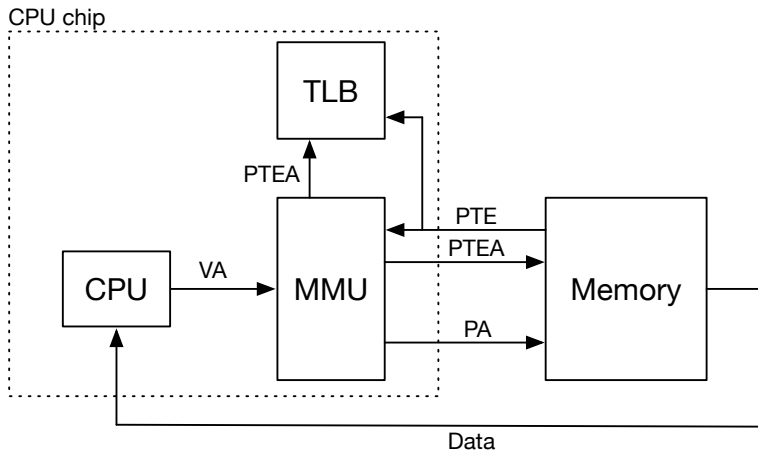 CPU chip
TLB
PTEA
PTE
PTEA
CPU
VA
MMU
Memory
PA
Data